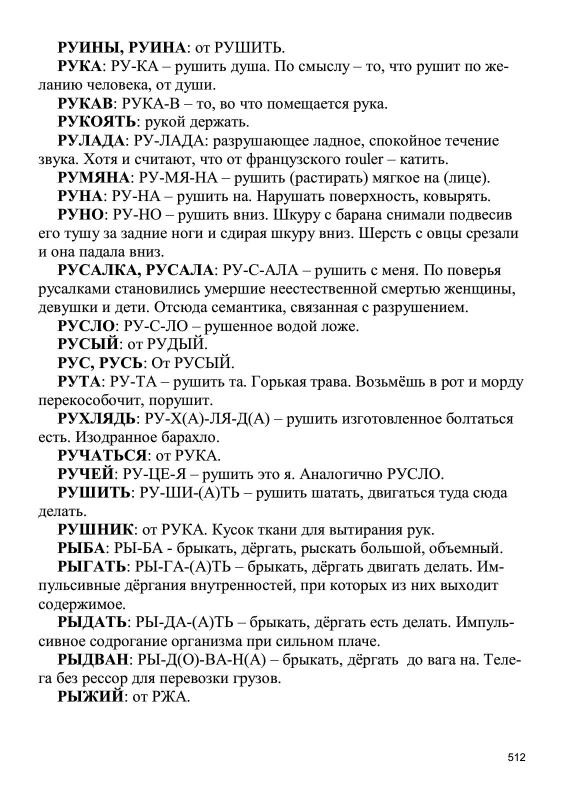 РУИНЫ, РУИНА: от РУШИТЬ.
РУКА: РУ-КА – рушить душа. По смыслу – то, что рушит по же-
ланию человека, от души.
РУКАВ: РУКА-В – то, во что помещается рука.
РУКОЯТЬ: рукой держать.
РУЛАДА: РУ-ЛАДА: разрушающее ладное, спокойное течение
звука. Хотя и считают, что от французского rouler – катить.
РУМЯНА: РУ-МЯ-НА – рушить (растирать) мягкое на (лице).
РУНА: РУ-НА – рушить на. Нарушать поверхность, ковырять.
РУНО: РУ-НО – рушить вниз. Шкуру с барана снимали подвесив
его тушу за задние ноги и сдирая шкуру вниз. Шерсть с овцы срезали
и она падала вниз.
РУСАЛКА, РУСАЛА: РУ-С-АЛА – рушить с меня. По поверья
русалками становились умершие неестественной смертью женщины,
девушки и дети. Отсюда семантика, связанная с разрушением.
РУСЛО: РУ-С-ЛО – рушенное водой ложе.
РУСЫЙ: от РУДЫЙ.
РУС, РУСЬ: От РУСЫЙ.
РУТА: РУ-ТА – рушить та. Горькая трава. Возьмёшь в рот и морду
перекособочит, порушит.
РУХЛЯДЬ: РУ-Х(А)-ЛЯ-Д(А) – рушить изготовленное болтаться
есть. Изодранное барахло.
РУЧАТЬСЯ: от РУКА.
РУЧЕЙ: РУ-ЦЕ-Я – рушить это я. Аналогично РУСЛО.
РУШИТЬ: РУ-ШИ-(А)ТЬ – рушить шатать, двигаться туда сюда
делать.
РУШНИК: от РУКА. Кусок ткани для вытирания рук.
РЫБА: РЫ-БА - брыкать, дёргать, рыскать большой, объемный.
РЫГАТЬ: РЫ-ГА-(А)ТЬ – брыкать, дёргать двигать делать. Им-
пульсивные дёргания внутренностей, при которых из них выходит
содержимое.
РЫДАТЬ: РЫ-ДА-(А)ТЬ – брыкать, дёргать есть делать. Импуль-
сивное содрогание организма при сильном плаче.
РЫДВАН: РЫ-Д(О)-ВА-Н(А) – брыкать, дёргать до вага на. Теле-
га без рессор для перевозки грузов.
РЫЖИЙ: от РЖА.
512